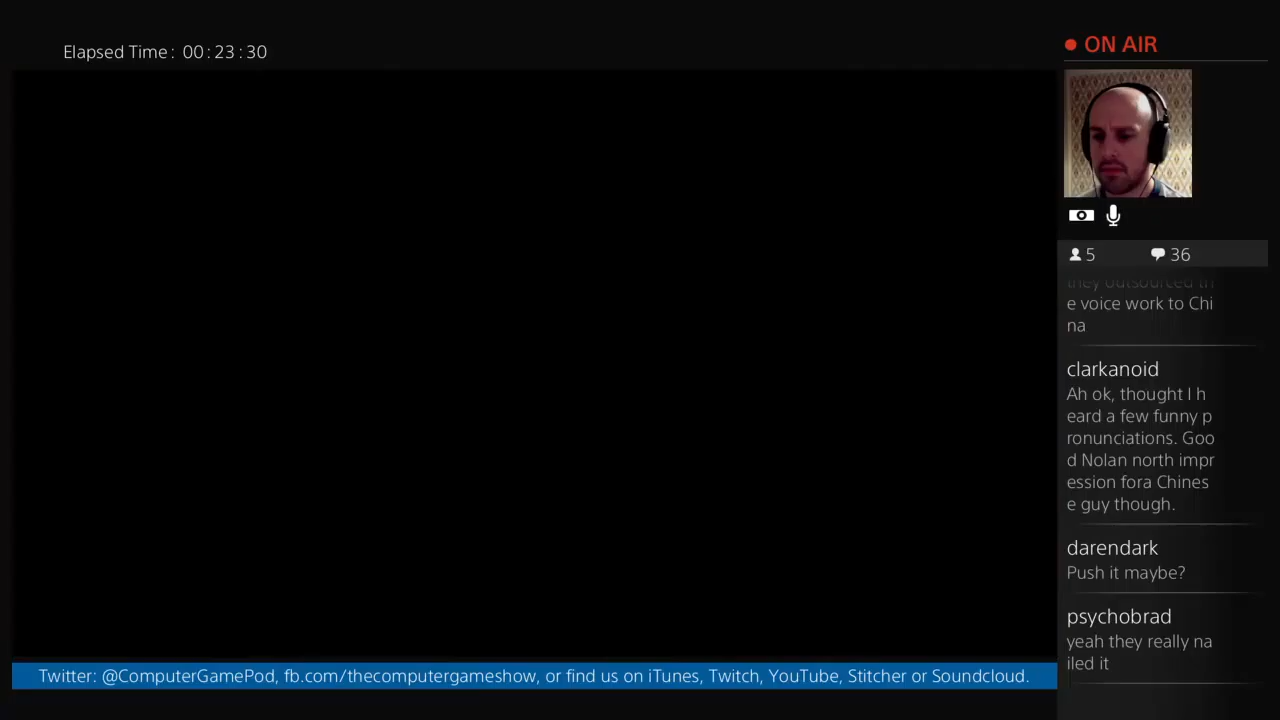 Elapsed Time: 00:23:30
ON AIR
5
36
they outsourced th
e voice work to Chi
na
clarkanoid
Ah ok, thought I h
eard a few funny p
ronunciations. Goo
d Nolan north impr
ession fora Chines
e guy though.
darendark
Push it maybe?
psychobrad
yeah they really na
iled it
Twitter: @ComputerGamePod, fb.com/thecomputergameshow, or find us on iTunes, Twitch, YouTube, Stitcher or Soundcloud.